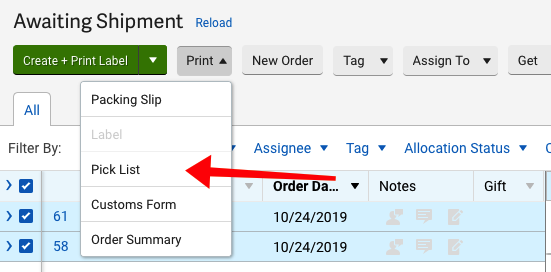 Awaiting Shipment Reload
Create + Print Label Print New Order Tag Assign To Get
All
Packing Slip
Label
Filter By: Assignee Tag Allocation Status
Pick List
Order Da... Notes Gift
Customs Form
61 10/24/2019
Order Summary
58 10/24/2019